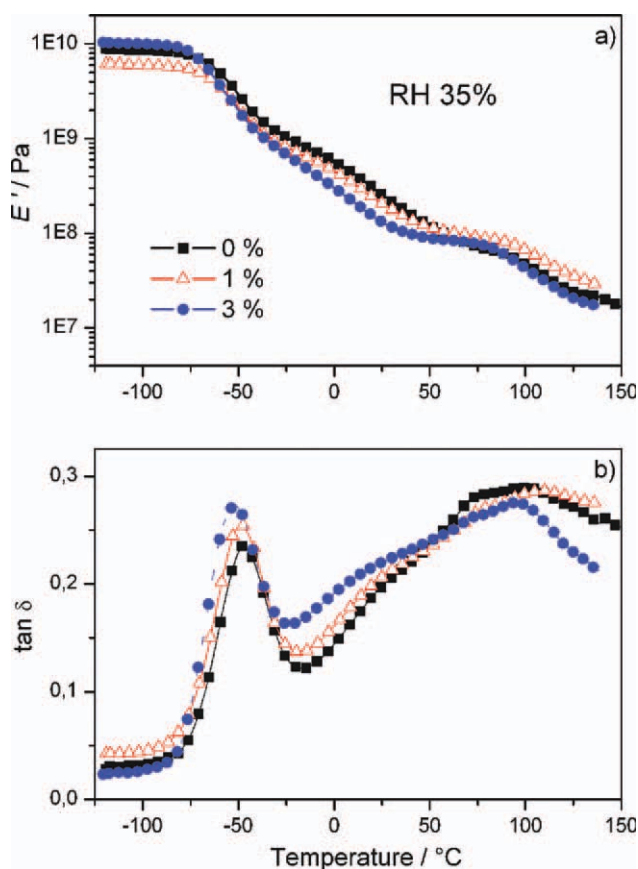 a)
RH 35%
E ' / Pa
1E10
1E9
1E8
1E7
0 %
1 %
3 %
-100 -50 0 50 100 150
b)
tan δ
0,3
0,2
0,1
0,0
-100 -50 0 50 100 150
Temperature / °C